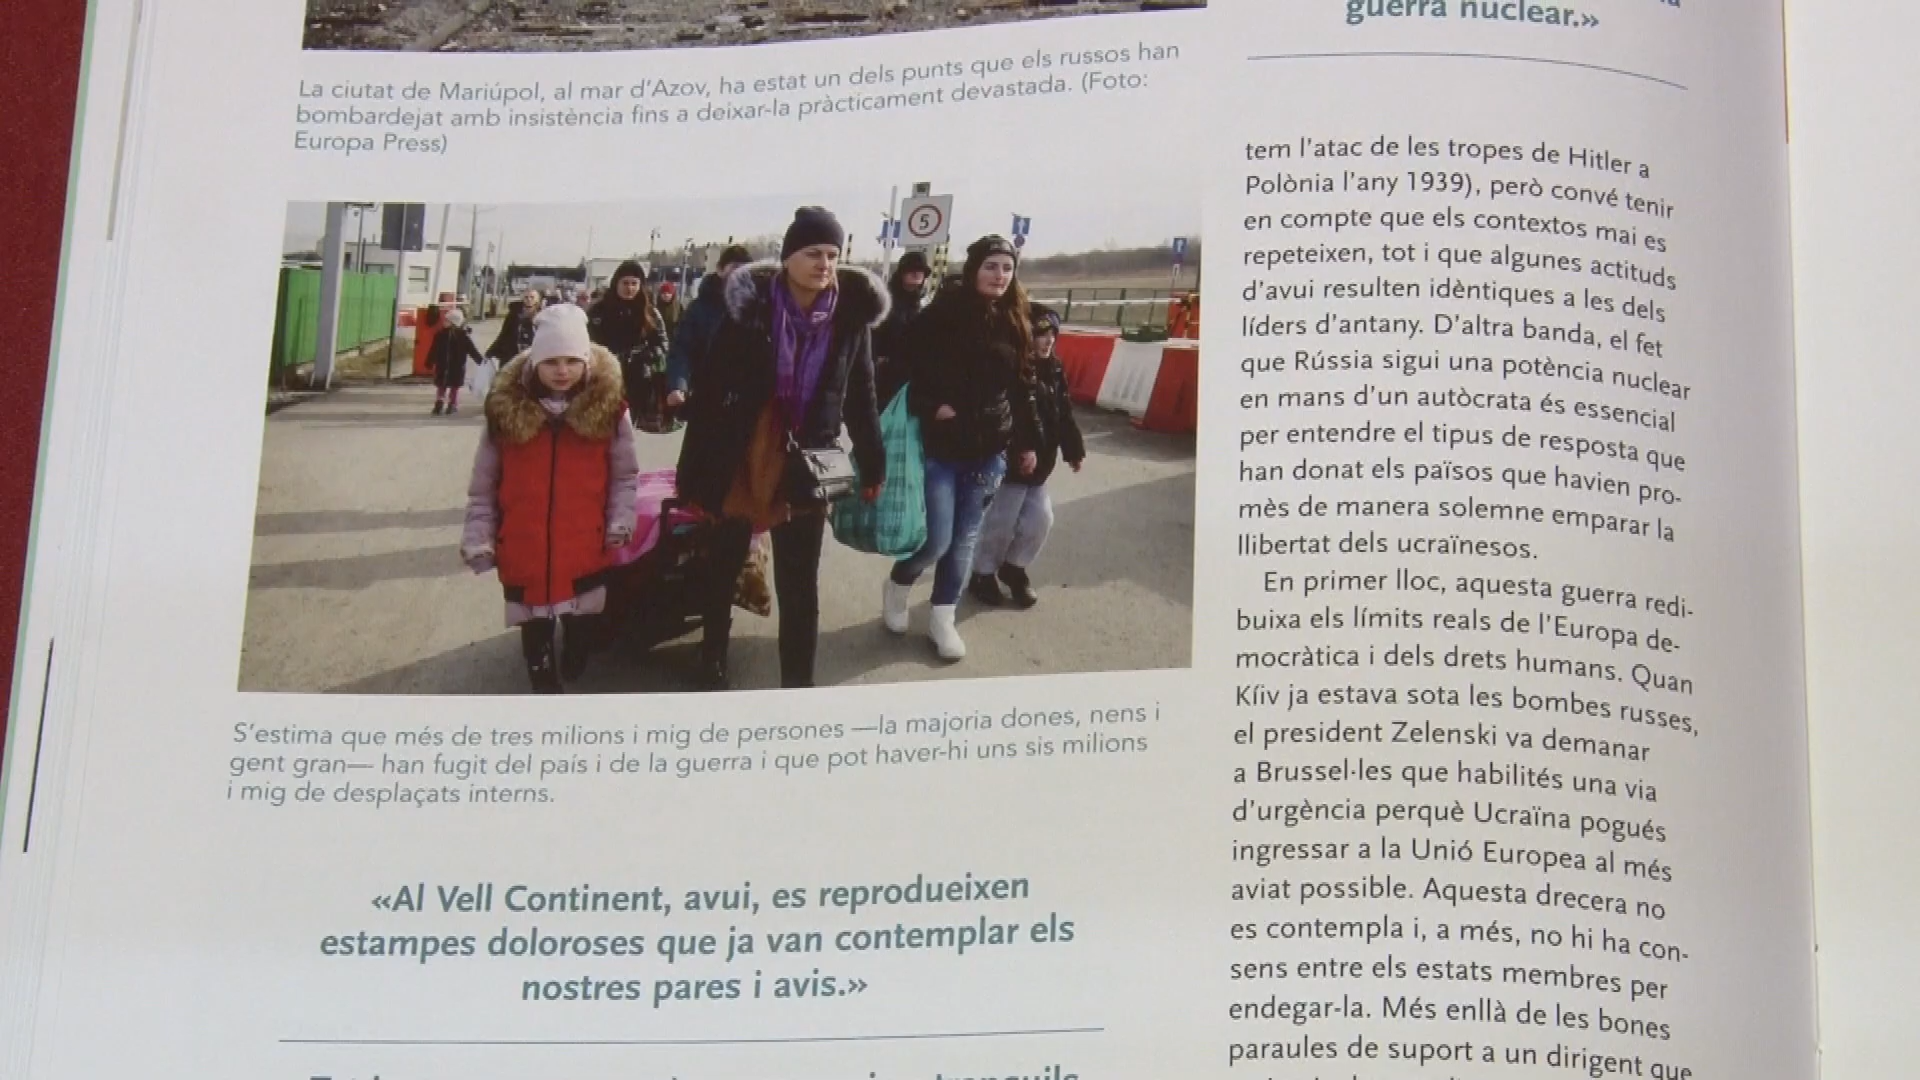 La ciutat de Mariúpol, al mar d'Azov, ha estat un dels punts que els russos han
bombardejat amb insistència fins a deixar-la pràcticament devastada. (Foto:
Europa Press)
5
S'estima que més de tres milions i mig de persones —la majoria dones, nens i
gent gran— han fugit del país i de la guerra i que pot haver-hi uns sis milions
i mig de desplaçats interns.
«Al Vell Continent, avui, es reprodueixen
estampes doloroses que ja van contemplar els
nostres pares i avis.»
guerra nuclear.»
tem l'atac de les tropes de Hitler a
Polònia l'any 1939), però convé tenir
en compte que els contextos mai es
repeteixen, tot i que algunes actituds
d'avui resulten idèntiques a les dels
líders d'antany. D'altra banda, el fet
que Rússia sigui una potència nuclear
en mans d'un autòcrata és essencial
per entendre el tipus de resposta que
han donat els països que havien pro-
mès de manera solemne emparar la
llibertat dels ucraïnesos.
En primer lloc, aquesta guerra redi-
buixa els límits reals de l'Europa de-
mocràtica i dels drets humans. Quan
Kíiv ja estava sota les bombes russes,
el president Zelenski va demanar
a Brussel·les que habilités una via
d'urgència perquè Ucraïna pogués
ingressar a la Unió Europea al més
aviat possible. Aquesta drecera no
es contempla i, a més, no hi ha con-
sens entre els estats membres per
endegar-la. Més enllà de les bones
paraules de suport a un dirigent que